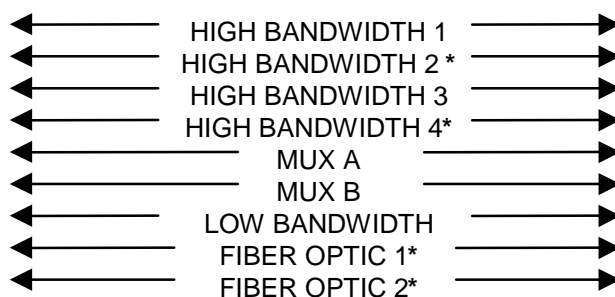 HIGH BANDWIDTH 1
HIGH BANDWIDTH 2 *
HIGH BANDWIDTH 3
HIGH BANDWIDTH 4*
MUX A
MUX B
LOW BANDWIDTH
FIBER OPTIC 1*
FIBER OPTIC 2*